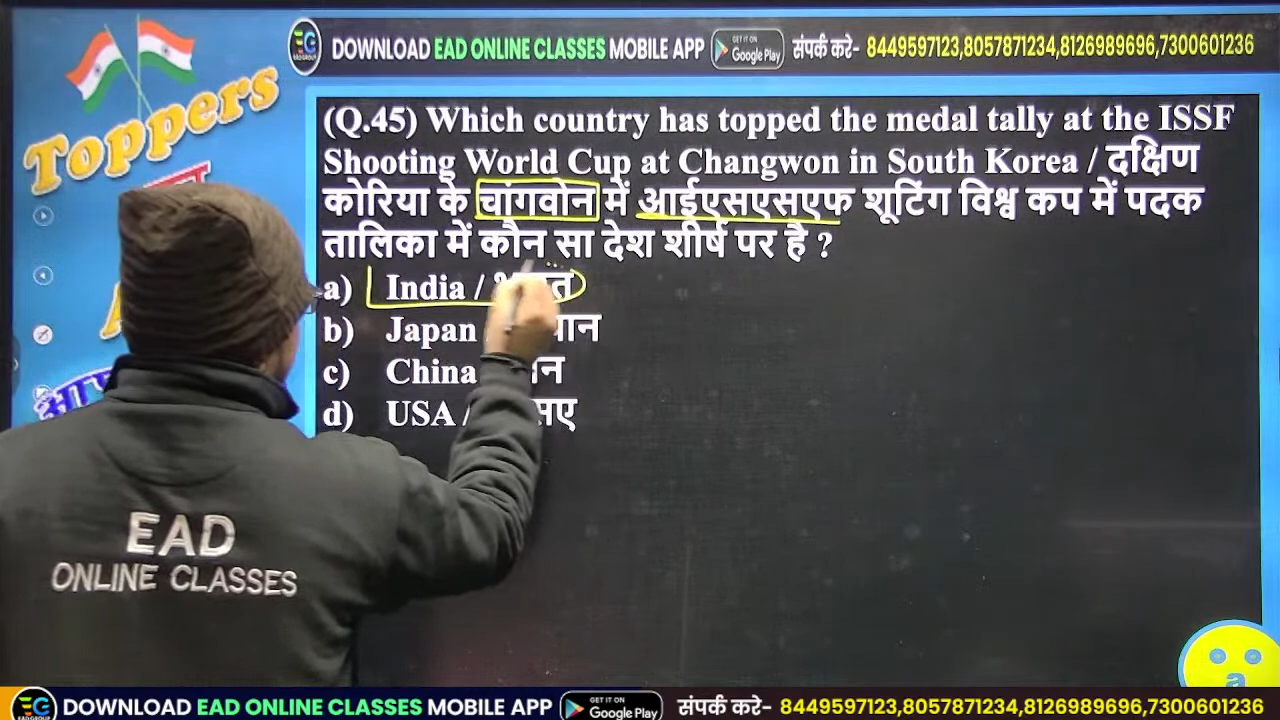 DOWNLOAD EAD ONLINE CLASSES MOBILE APP GET IT ON Google Play संपर्क करे- 8449597123,8057871234,8126989696,7300601236
Toppers
(Q.45) Which country has topped the medal tally at the ISSF
Shooting World Cup at Changwon in South Korea / दक्षिण
कोरिया के चांगवोन में आईएसएसएफ शूटिंग विश्व कप में पदक
तालिका में कौन सा देश शीर्ष पर है ?
a) India /
b) Japan
c) China
d) USA /
EAD
ONLINE CLASSES
a
DOWNLOAD EAD ONLINE CLASSES MOBILE APP GET IT ON Google Play संपर्क करे- 8449597123,8057871234,8126989696,7300601236